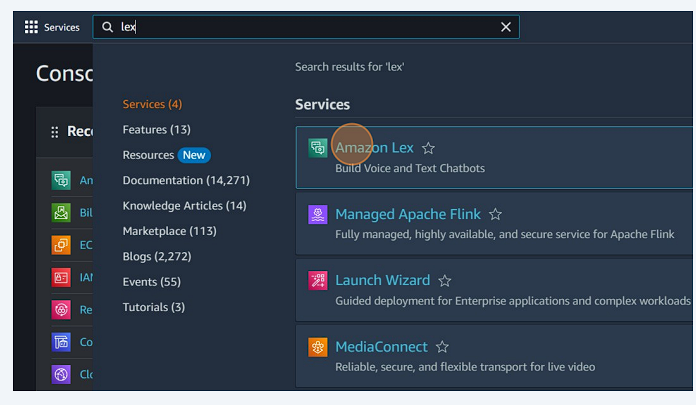 Services
lex
Search results for 'lex'
Services (4)
Features (13)
Resources New
Documentation (14,271)
Knowledge Articles (14)
Marketplace (113)
Blogs (2,272)
Events (55)
Tutorials (3)
Services
Amazon Lex
Build Voice and Text Chatbots
Managed Apache Flink
Fully managed, highly available, and secure service for Apache Flink
Launch Wizard
Guided deployment for Enterprise applications and complex workloads
MediaConnect
Reliable, secure, and flexible transport for live video
Conso
Rece
An
Bil
EC
IAM
Re
Co
Clo